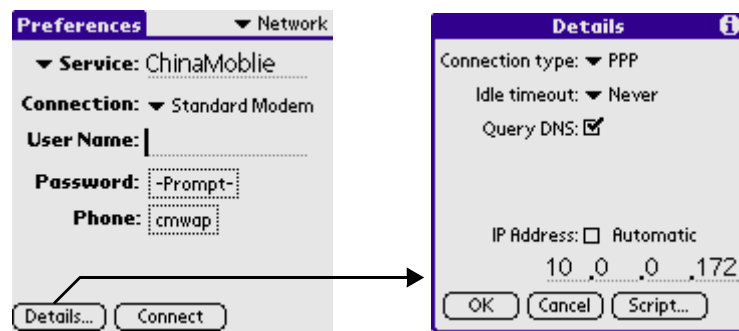 Preferences
Network
Service: ChinaMoblie
Connection: Standard Modem
User Name:
Password: -Prompt-
Phone: cmwap
Details... Connect
Details
Connection type: PPP
Idle timeout: Never
Query DNS:
IP Address: Automatic
10 .0 .0 .172
OK Cancel Script...